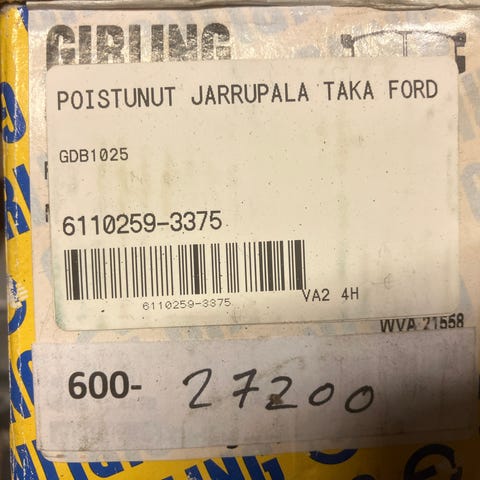 GIRLING
POISTUNUT JARRUPALA TAKA FORD
GDB1025
6110259-3375
6110259-3375
VA2 4H
WVA 21558
600- 27200